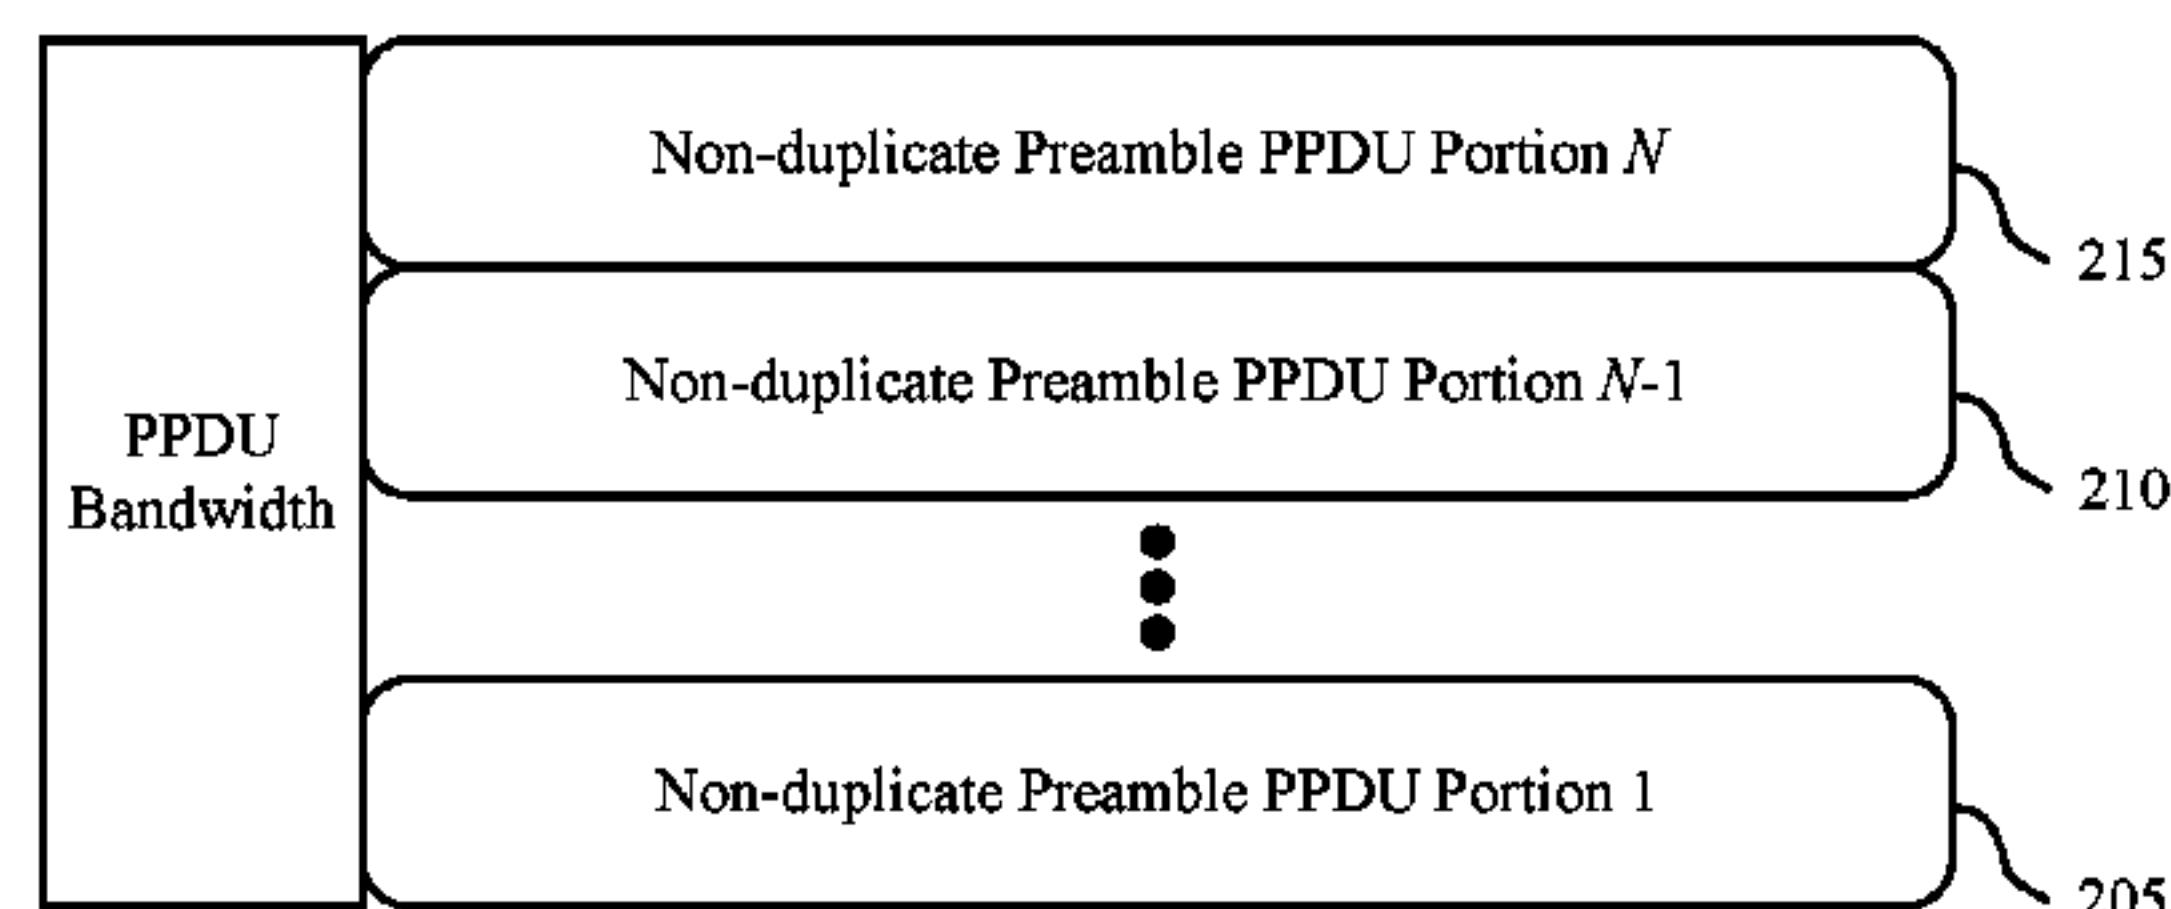 Non-duplicate Preamble PPDU Portion N
215
Non-duplicate Preamble PPDU Portion N-1
210
PPDU
Bandwidth
Non-duplicate Preamble PPDU Portion 1
205